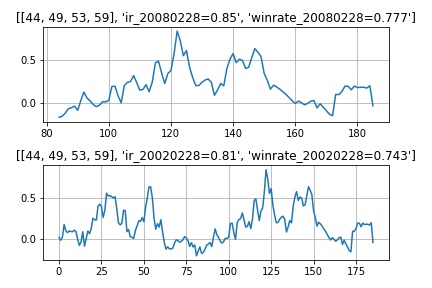 [[44, 49, 53, 59], 'ir_20080228=0.85', 'winrate_20080228=0.777']
0.5
0.0
80 100 120 140 160 180
[[44, 49, 53, 59], 'ir_20020228=0.81', 'winrate_20020228=0.743']
0.5
0.0
0 25 50 75 100 125 150 175